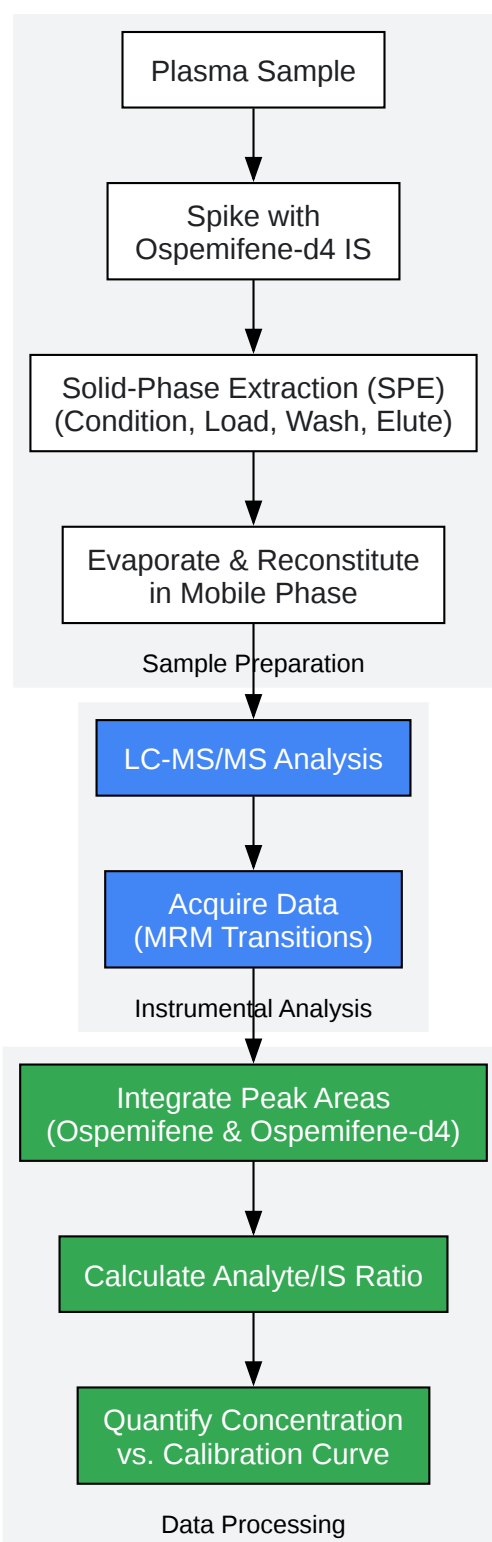 Plasma Sample
Spike with
Ospemifene-d4 IS
Solid-Phase Extraction (SPE)
(Condition, Load, Wash, Elute)
Evaporate & Reconstitute
in Mobile Phase
Sample Preparation
LC-MS/MS Analysis
Acquire Data
(MRM Transitions)
Instrumental Analysis
Integrate Peak Areas
(Ospemifene & Ospemifene-d4)
Calculate Analyte/IS Ratio
Quantify Concentration
vs. Calibration Curve
Data Processing